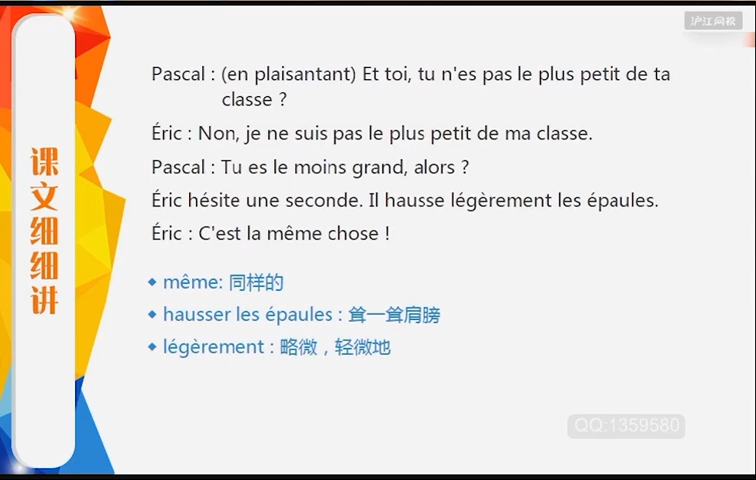 沪江网校
课文细细讲
Pascal : (en plaisantant) Et toi, tu n'es pas le plus petit de ta
classe ?
Éric : Non, je ne suis pas le plus petit de ma classe.
Pascal : Tu es le moins grand, alors ?
Éric hésite une seconde. Il hausse légèrement les épaules.
Éric : C'est la même chose !
même: 同样的
hausser les épaules : 耸一耸肩膀
légèrement : 略微，轻微地
QQ:1359580